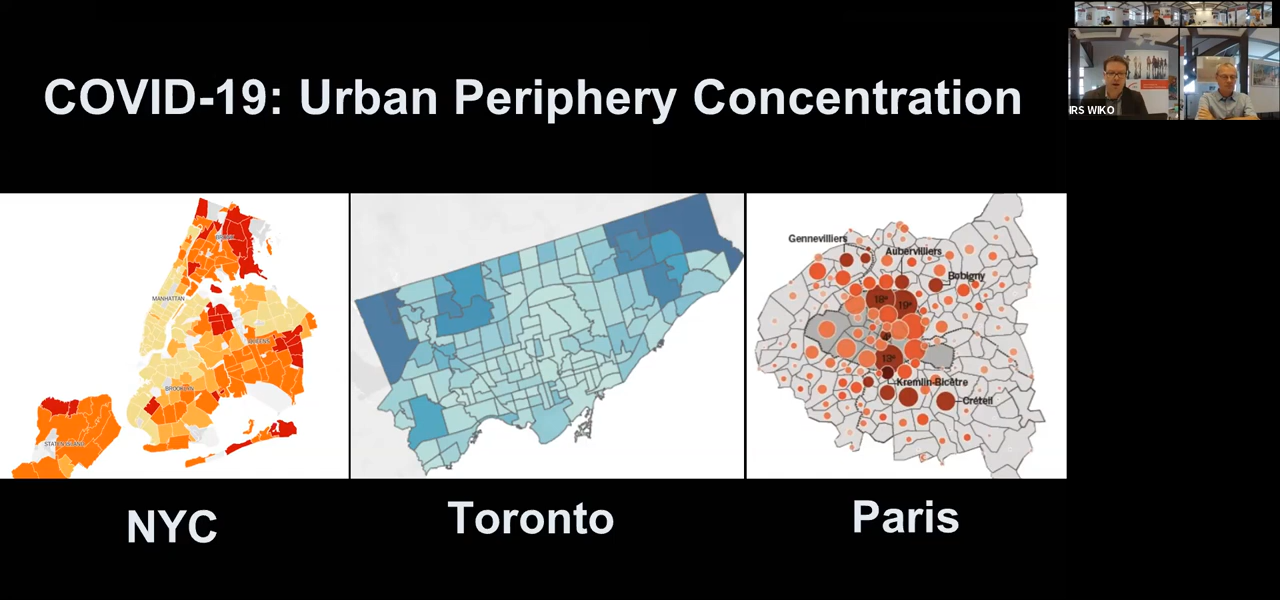 COVID-19: Urban Periphery Concentration
IRS WIKO
MANHATTAN
BROOKLYN
Gennevilliers
Aubervilliers
Bobigny
18e
19e
13e
Kremlin-Bicêtre
Créteil
NYC
Toronto
Paris